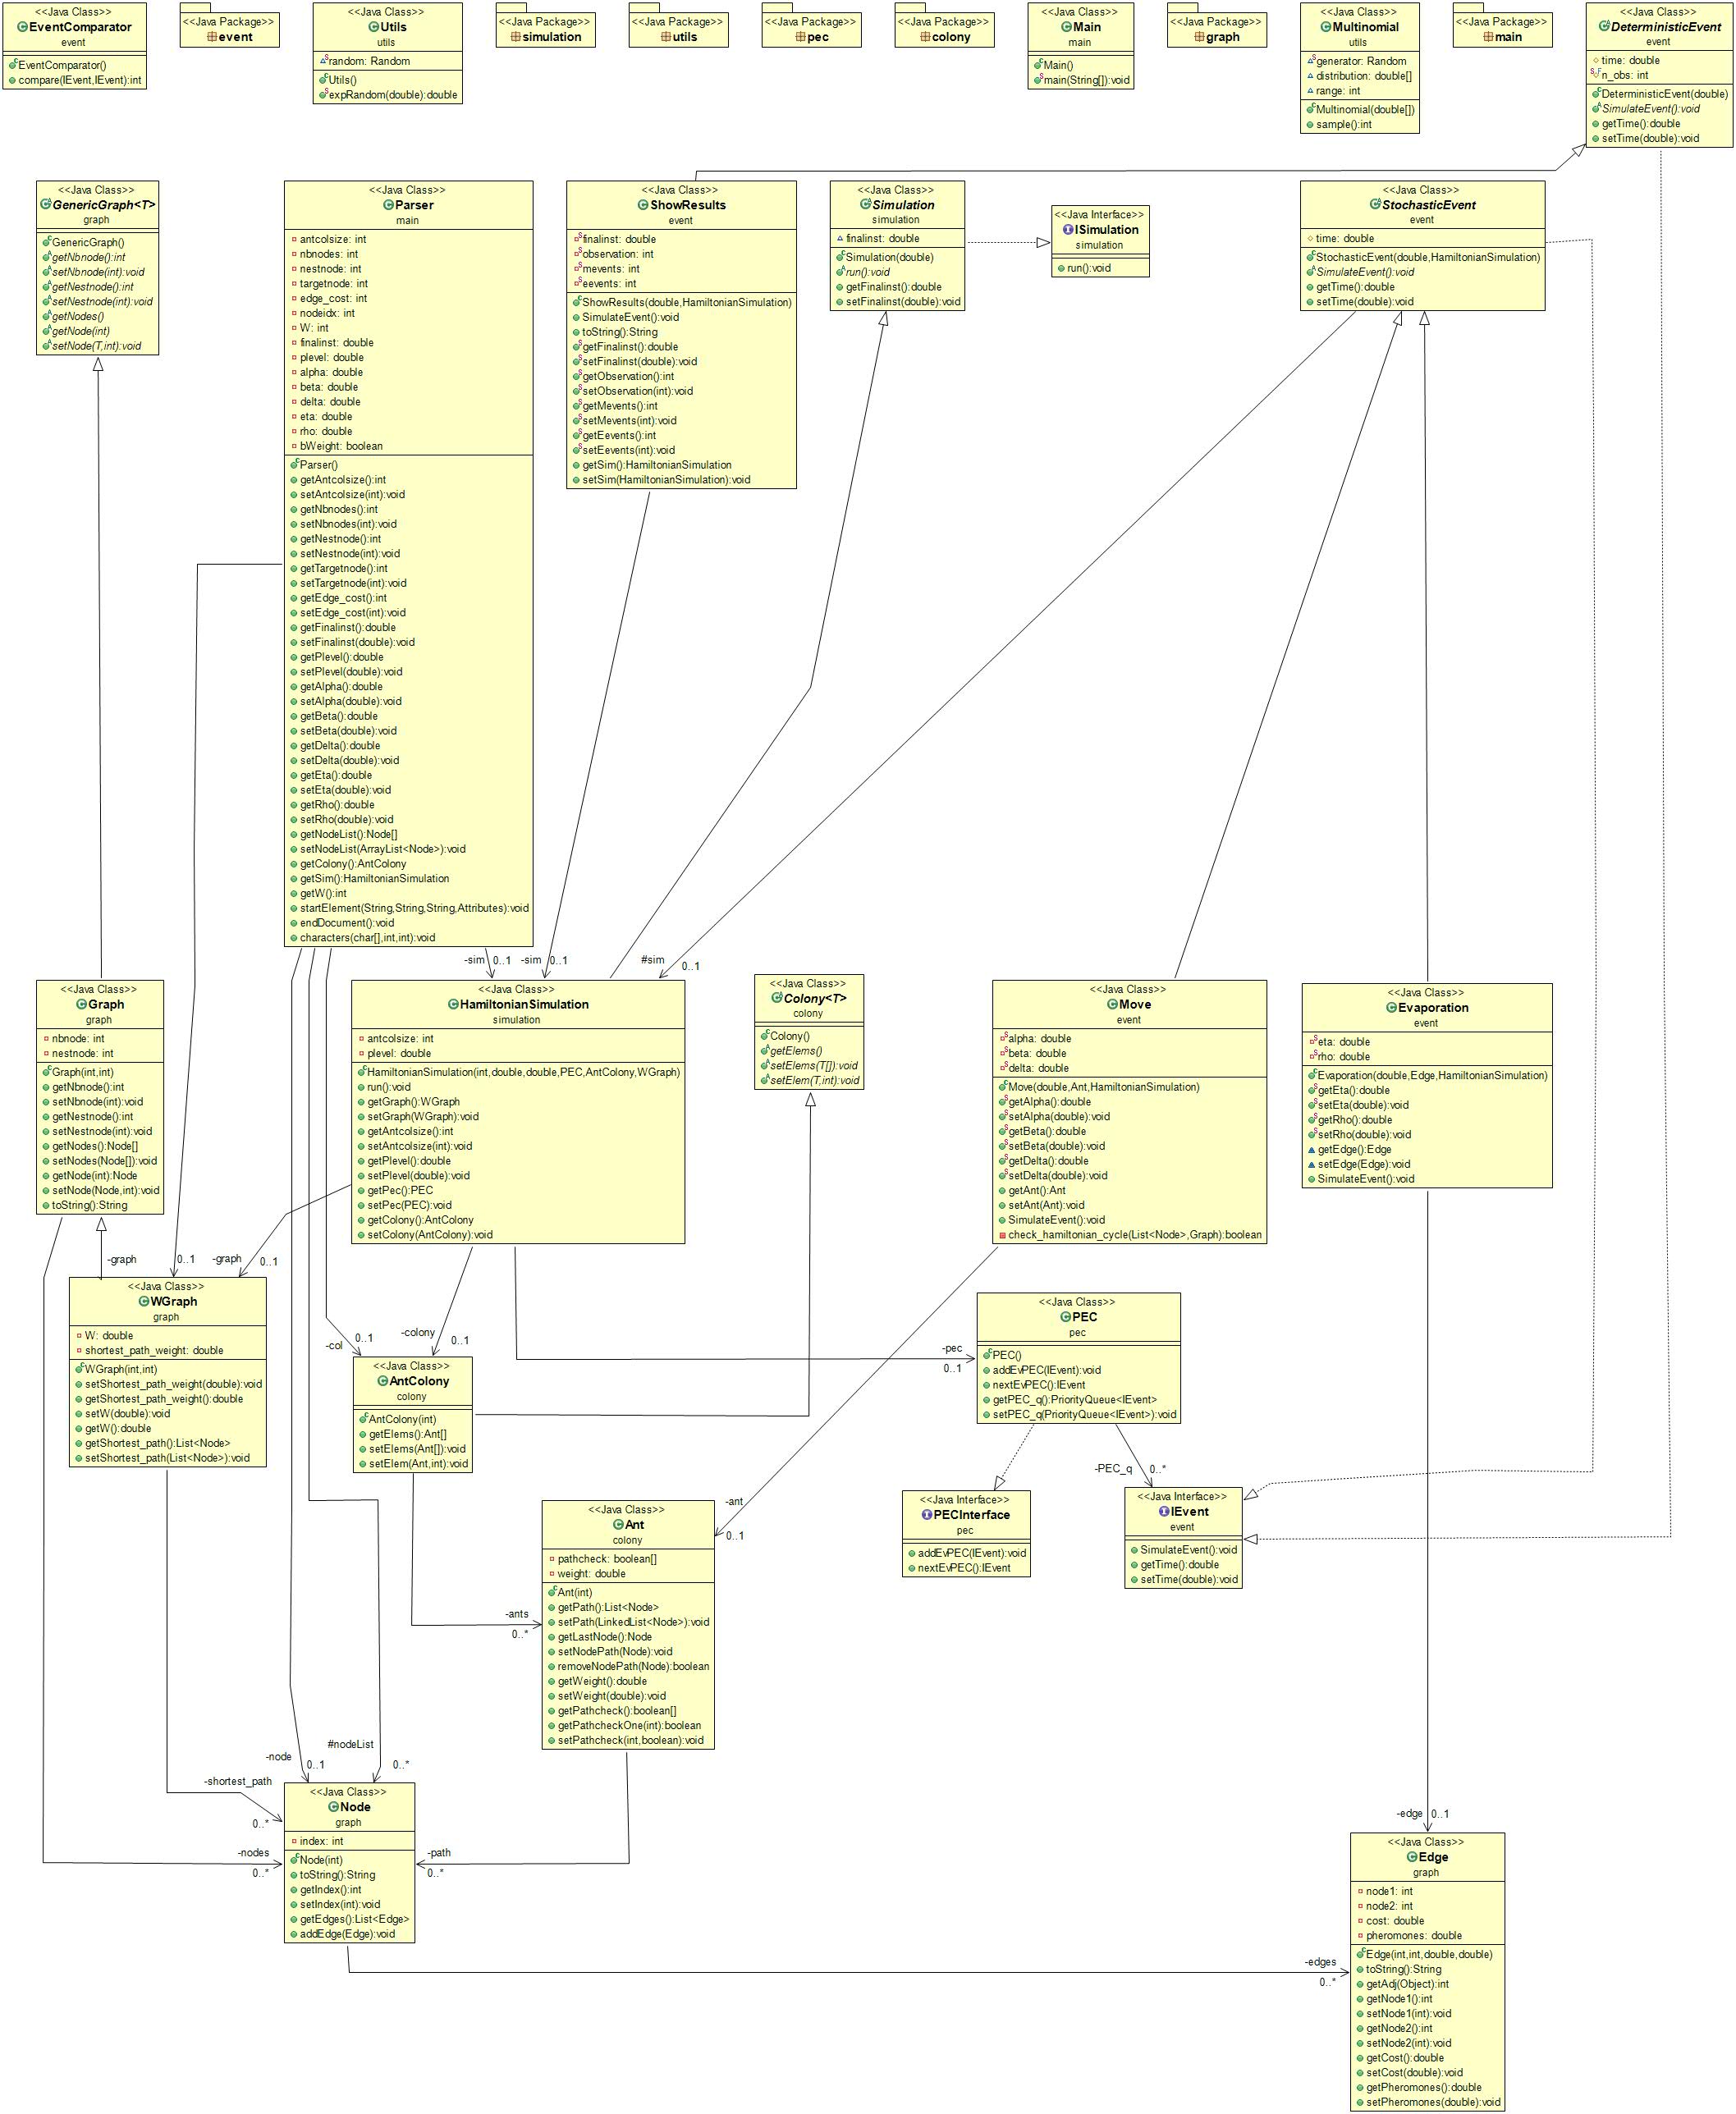 <<Java Class>>
EventComparator
event
EventComparator()
compare(IEvent,IEvent):int
<<Java Package>>
event
<<Java Class>>
Utils
utils
random: Random
Utils()
expRandom(double):double
<<Java Package>>
simulation
<<Java Package>>
utils
<<Java Package>>
pec
<<Java Package>>
colony
<<Java Class>>
Main
main
Main()
main(String[]):void
<<Java Package>>
graph
<<Java Class>>
Multinomial
utils
generator: Random
distribution: double[]
range: int
Multinomial(double[])
sample():int
<<Java Package>>
main
<<Java Class>>
DeterministicEvent
event
time: double
n_obs: int
DeterministicEvent(double)
SimulateEvent():void
getTime():double
setTime(double):void
<<Java Class>>
GenericGraph<T>
graph
GenericGraph()
getNbnode():int
setNbnode(int):void
getNestnode():int
setNestnode(int):void
getNodes()
getNode(int)
setNode(T,int):void
<<Java Class>>
Parser
main
antcolsize: int
nbnodes: int
nestnode: int
targetnode: int
edge_cost: int
nodeidx: int
W: int
finalinst: double
plevel: double
alpha: double
beta: double
delta: double
eta: double
rho: double
bWeight: boolean
Parser()
getAntcolsize():int
setAntcolsize(int):void
getNbnodes():int
setNbnodes(int):void
getNestnode():int
setNestnode(int):void
getTargetnode():int
setTargetnode(int):void
getEdge_cost():int
setEdge_cost(int):void
getFinalinst():double
setFinalinst(double):void
getPlevel():double
setPlevel(double):void
getAlpha():double
setAlpha(double):void
getBeta():double
setBeta(double):void
getDelta():double
setDelta(double):void
getEta():double
setEta(double):void
getRho():double
setRho(double):void
getNodeList():Node[]
setNodeList(ArrayList<Node>):void
getColony():AntColony
getSim():HamiltonianSimulation
getW():int
startElement(String,String,String,Attributes):void
endDocument():void
characters(char[],int,int):void
<<Java Class>>
ShowResults
event
finalinst: double
observation: int
mevents: int
eevents: int
ShowResults(double,HamiltonianSimulation)
SimulateEvent():void
toString():String
getFinalinst():double
setFinalinst(double):void
getObservation():int
setObservation(int):void
getMevents():int
setMevents(int):void
getEevents():int
setEevents(int):void
getSim():HamiltonianSimulation
setSim(HamiltonianSimulation):void
<<Java Class>>
Simulation
simulation
finalinst: double
Simulation(double)
run():void
getFinalinst():double
setFinalinst(double):void
<<Java Interface>>
ISimulation
simulation
run():void
<<Java Class>>
StochasticEvent
event
time: double
StochasticEvent(double,HamiltonianSimulation)
SimulateEvent():void
getTime():double
setTime(double):void
-sim 0..1
-sim 0..1
#sim 0..1
<<Java Class>>
Graph
graph
nbnode: int
nestnode: int
Graph(int,int)
getNbnode():int
setNbnode(int):void
getNestnode():int
setNestnode(int):void
getNodes():Node[]
setNodes(Node[]):void
getNode(int):Node
setNode(Node,int):void
toString():String
<<Java Class>>
HamiltonianSimulation
simulation
antcolsize: int
plevel: double
HamiltonianSimulation(int,double,double,PEC,AntColony,WGraph)
run():void
getGraph():WGraph
setGraph(WGraph):void
getAntcolsize():int
setAntcolsize(int):void
getPlevel():double
setPlevel(double):void
getPec():PEC
setPec(PEC):void
getColony():AntColony
setColony(AntColony):void
<<Java Class>>
Colony<T>
colony
Colony()
getElems()
setElems(T[]):void
setElem(T,int):void
<<Java Class>>
Move
event
alpha: double
beta: double
delta: double
Move(double,Ant,HamiltonianSimulation)
getAlpha():double
setAlpha(double):void
getBeta():double
setBeta(double):void
getDelta():double
setDelta(double):void
getAnt():Ant
setAnt(Ant):void
SimulateEvent():void
check_hamiltonian_cycle(List<Node>,Graph):boolean
<<Java Class>>
Evaporation
event
eta: double
rho: double
Evaporation(double,Edge,HamiltonianSimulation)
getEta():double
setEta(double):void
getRho():double
setRho(double):void
getEdge():Edge
setEdge(Edge):void
SimulateEvent():void
-graph 0..1
-graph 0..1
<<Java Class>>
WGraph
graph
W: double
shortest_path_weight: double
WGraph(int,int)
setShortest_path_weight(double):void
getShortest_path_weight():double
setW(double):void
getW():double
getShortest_path():List<Node>
setShortest_path(List<Node>):void
-col 0..1
-colony 0..1
<<Java Class>>
AntColony
colony
AntColony(int)
getElems():Ant[]
setElems(Ant[]):void
setElem(Ant,int):void
-pec
0..1
<<Java Class>>
PEC
pec
PEC()
addEvPEC(IEvent):void
nextEvPEC():IEvent
getPEC_q():PriorityQueue<IEvent>
setPEC_q(PriorityQueue<IEvent>):void
-PEC_q 0..*
<<Java Interface>>
PECInterface
pec
addEvPEC(IEvent):void
nextEvPEC():IEvent
<<Java Interface>>
IEvent
event
SimulateEvent():void
getTime():double
setTime(double):void
-ant
0..1
-ants
0..*
<<Java Class>>
Ant
colony
pathcheck: boolean[]
weight: double
Ant(int)
getPath():List<Node>
setPath(LinkedList<Node>):void
getLastNode():Node
setNodePath(Node):void
removeNodePath(Node):boolean
getWeight():double
setWeight(double):void
getPathcheck():boolean[]
getPathcheckOne(int):boolean
setPathcheck(int,boolean):void
-node 0..1
#nodeList 0..*
-shortest_path
0..*
-nodes
0..*
-path
0..*
<<Java Class>>
Node
graph
index: int
Node(int)
toString():String
getIndex():int
setIndex(int):void
getEdges():List<Edge>
addEdge(Edge):void
-edge 0..1
-edges
0..*
<<Java Class>>
Edge
graph
node1: int
node2: int
cost: double
pheromones: double
Edge(int,int,double,double)
toString():String
getAdj(Object):int
getNode1():int
setNode1(int):void
getNode2():int
setNode2(int):void
getCost():double
setCost(double):void
getPheromones():double
setPheromones(double):void